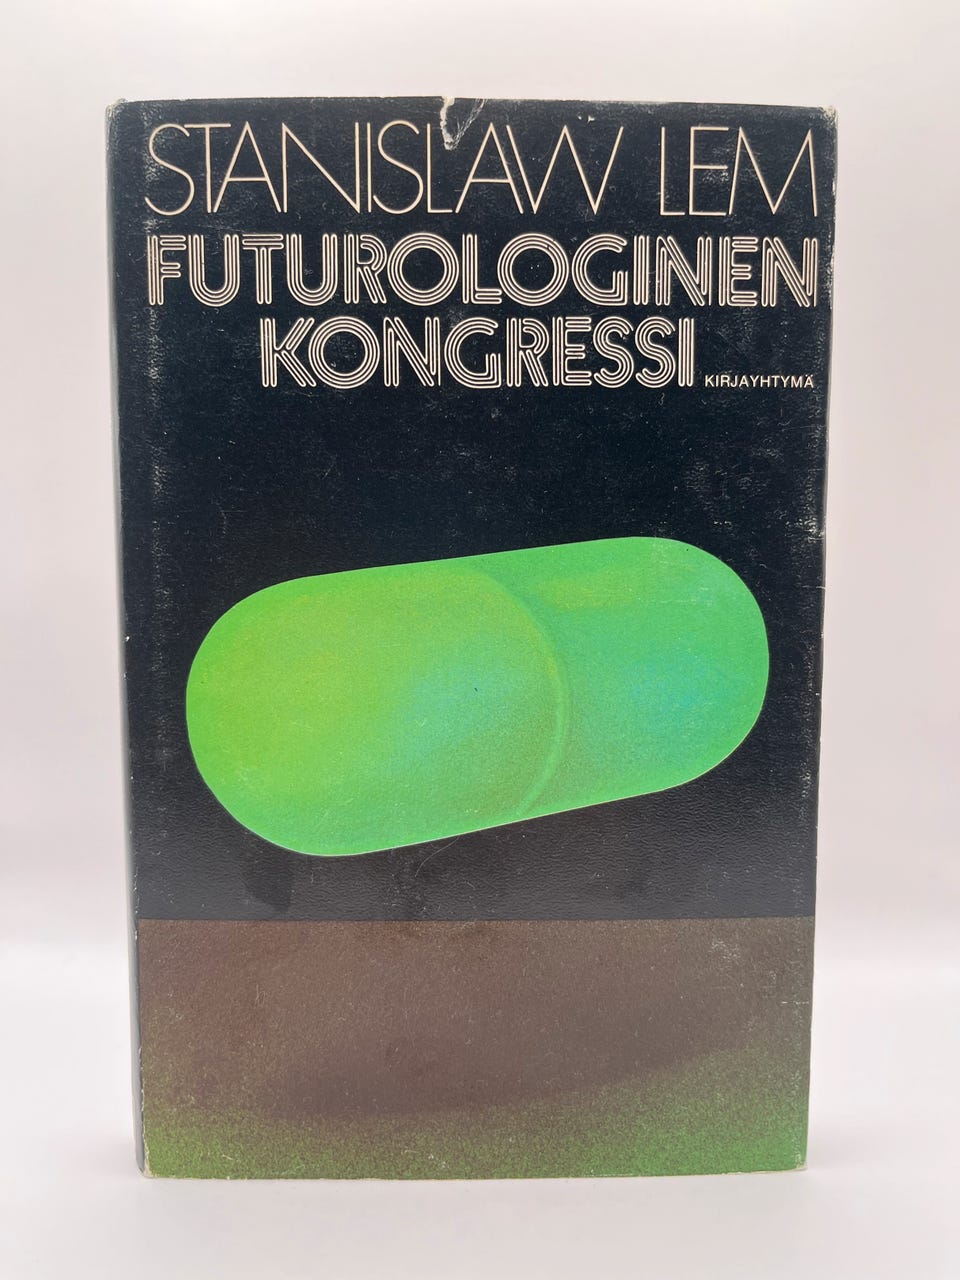 STANISLAW LEM
FUTUROLOGINEN
KONGRESSI
KIRJAYHTYMÄ